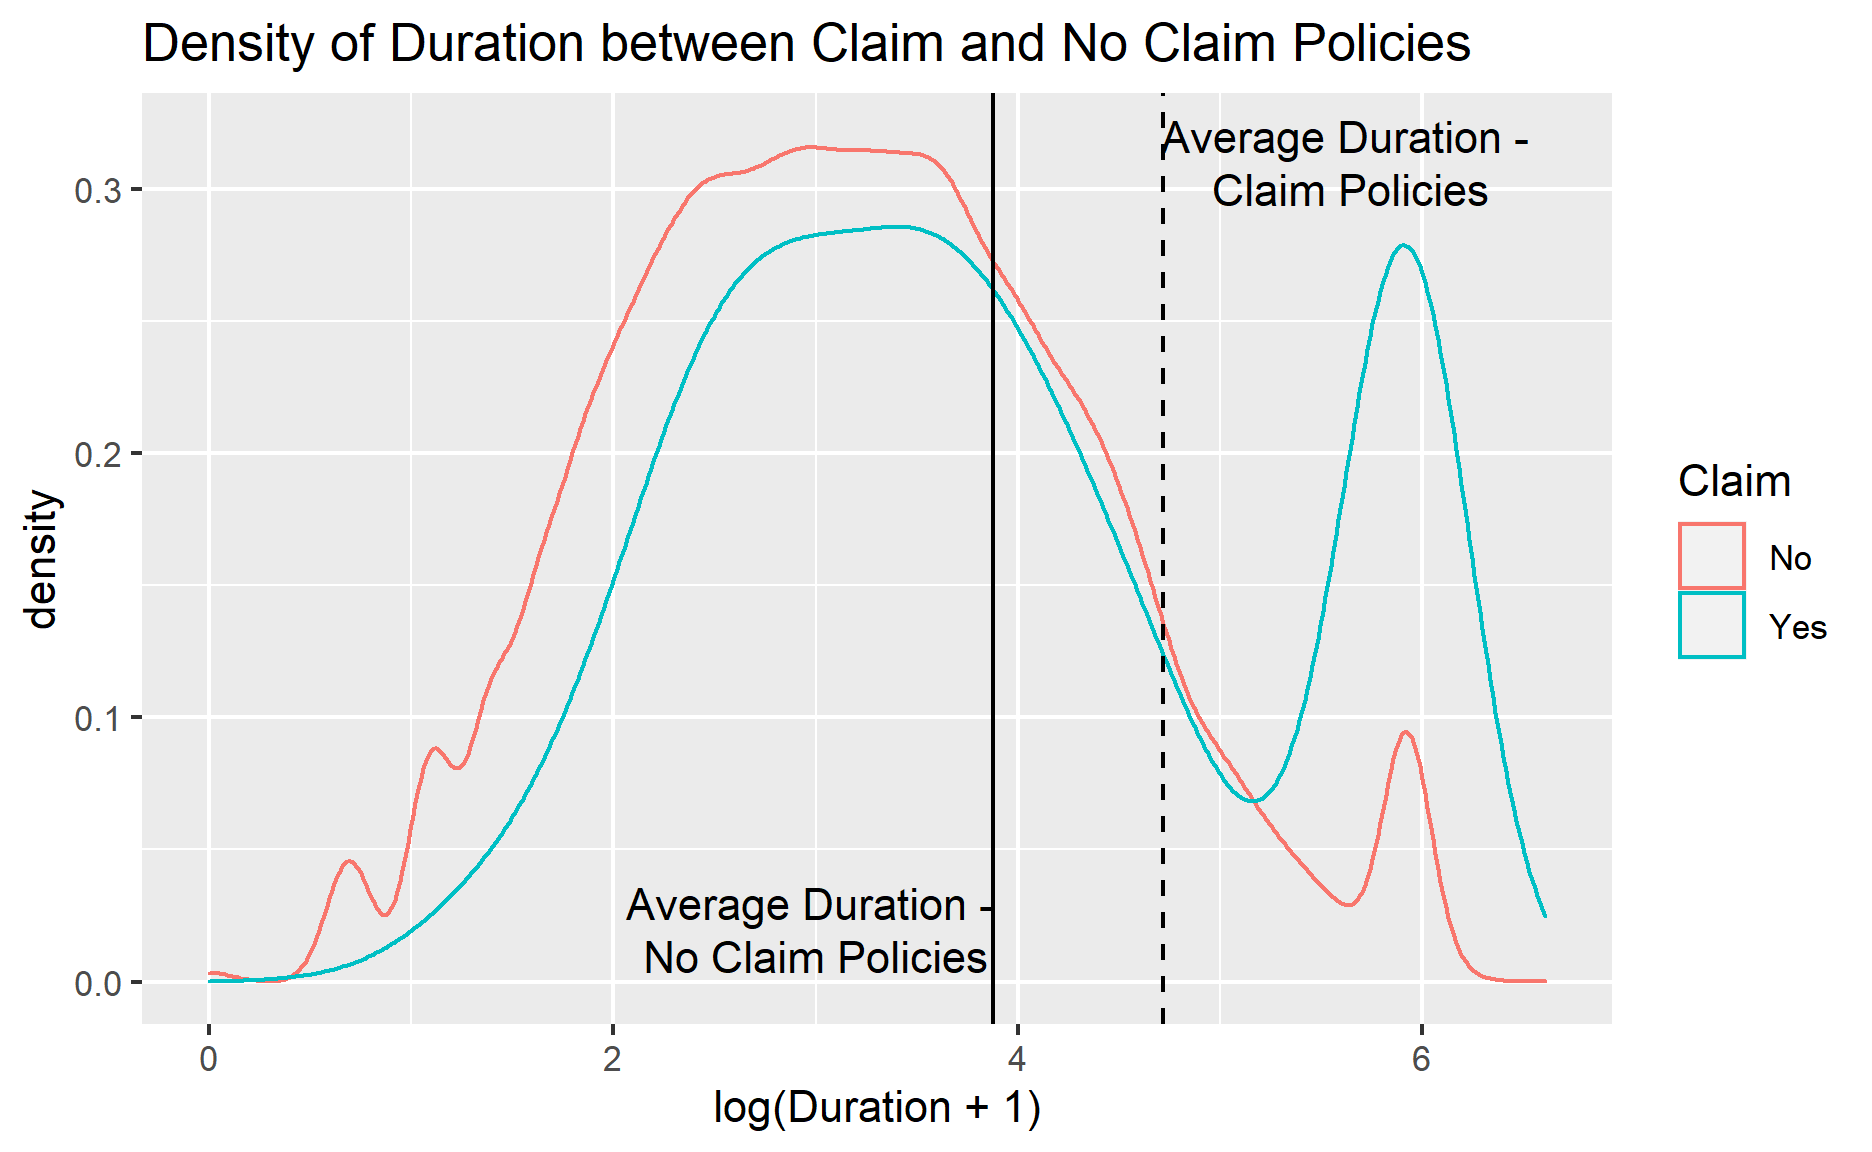 Density of Duration between Claim and No Claim Policies
Average Duration -
Claim Policies
0.3
0.2
0.1
0.0
density
Average Duration -
No Claim Policies
0
2
4
6
log(Duration + 1)
Claim
No
Yes